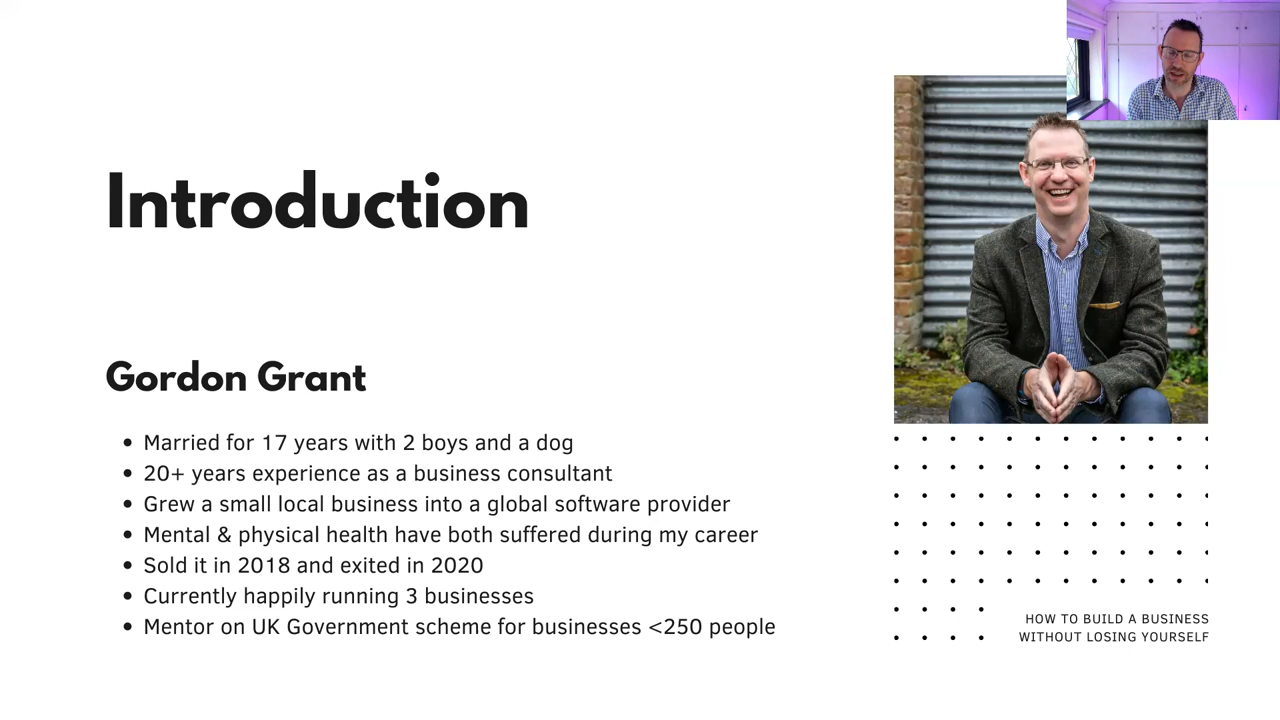 Introduction
Gordon Grant
• Married for 17 years with 2 boys and a dog
• 20+ years experience as a business consultant
• Grew a small local business into a global software provider
• Mental & physical health have both suffered during my career
• Sold it in 2018 and exited in 2020
• Currently happily running 3 businesses
• Mentor on UK Government scheme for businesses <250 people
HOW TO BUILD A BUSINESS
WITHOUT LOSING YOURSELF